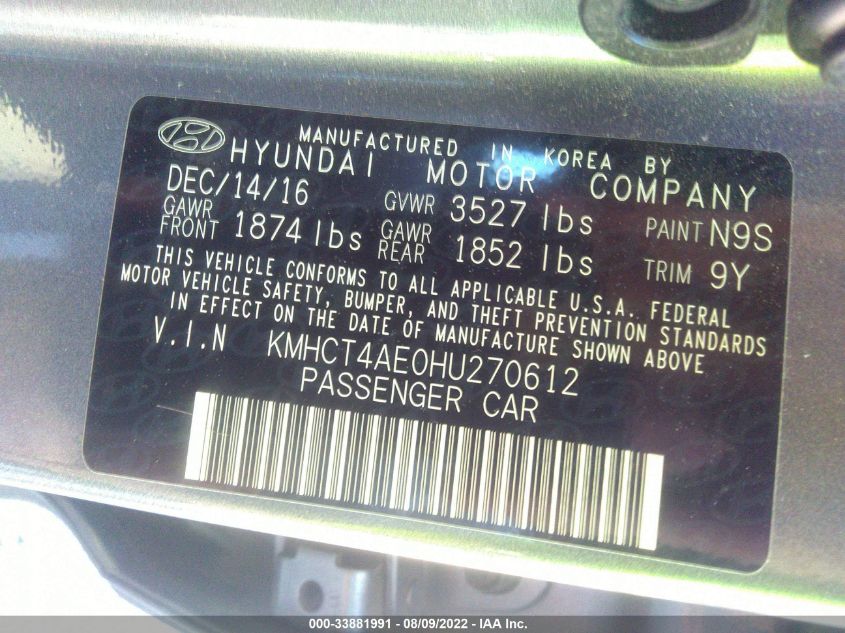 MANUFACTURED IN KOREA BY
HYUNDAI MOTOR COMPANY
DEC/14/16 GVWR 3527 lbs PAINT N9S
GAWR FRONT 1874 lbs GAWR REAR 1852 lbs TRIM 9Y
THIS VEHICLE CONFORMS TO ALL APPLICABLE U.S.A. FEDERAL
MOTOR VEHICLE SAFETY, BUMPER, AND THEFT PREVENTION STANDARDS
IN EFFECT ON THE DATE OF MANUFACTURE SHOWN ABOVE
V.I.N KMHCT4AE0HU270612
PASSENGER CAR
000-33881991 - 08/09/2022 - IAA Inc.